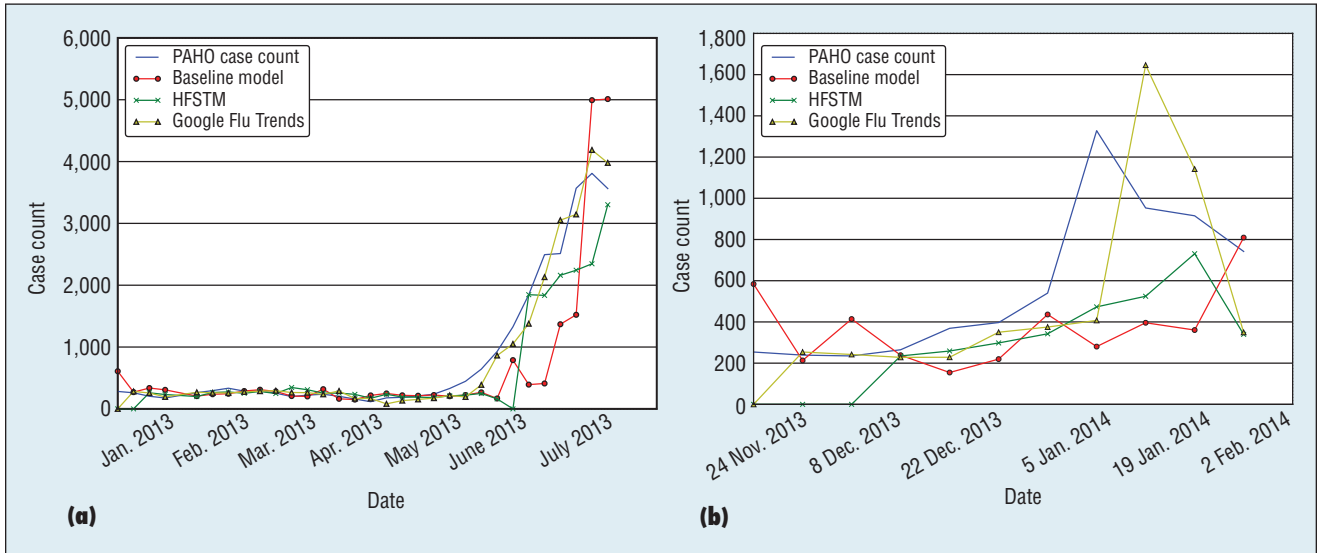 6,000
5,000
4,000
3,000
2,000
1,000
0
Case count
PAHO case count
Baseline model
HFSTM
Google Flu Trends
Jan. 2013
Feb. 2013
Mar. 2013
Apr. 2013
May 2013
June 2013
July 2013
Date
(a)
1,800
1,600
1,400
1,200
1,000
800
600
400
200
0
Case count
PAHO case count
Baseline model
HFSTM
Google Flu Trends
24 Nov. 2013
8 Dec. 2013
22 Dec. 2013
5 Jan. 2014
19 Jan. 2014
2 Feb. 2014
Date
(b)